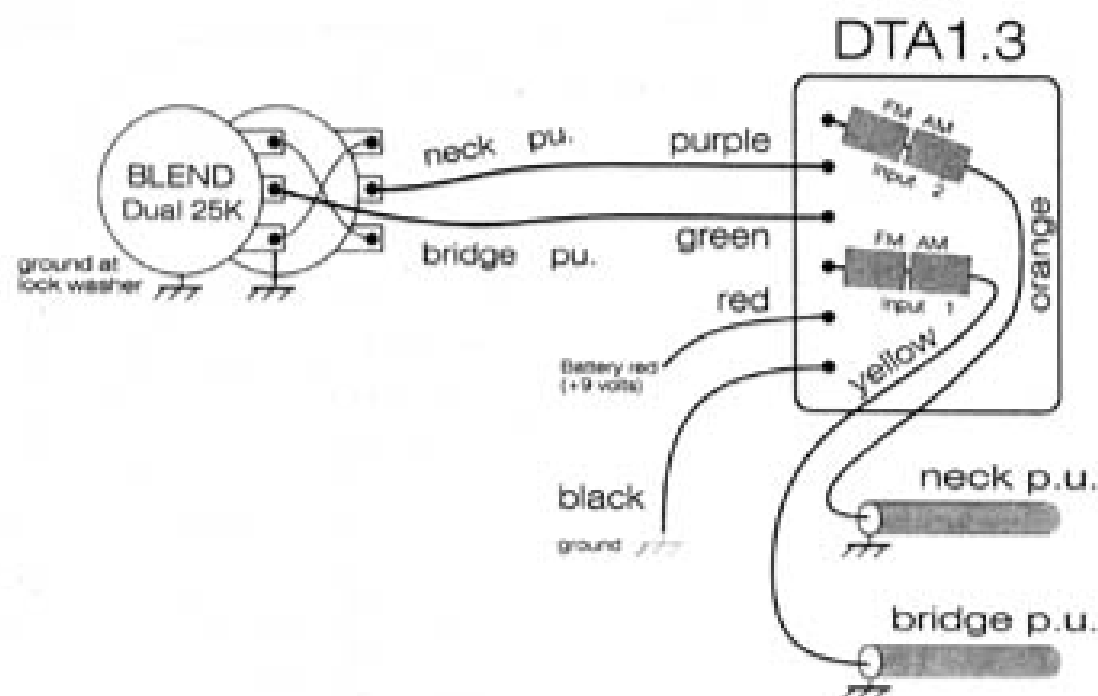 DTA1.3
FM AM
Input 2
neck pu.
purple
BLEND
Dual 25K
bridge pu.
green
FM AM
Input 1
orange
ground at
lock washer
red
Battery red
(+9 volts)
yellow
black
ground
neck p.u.
bridge p.u.